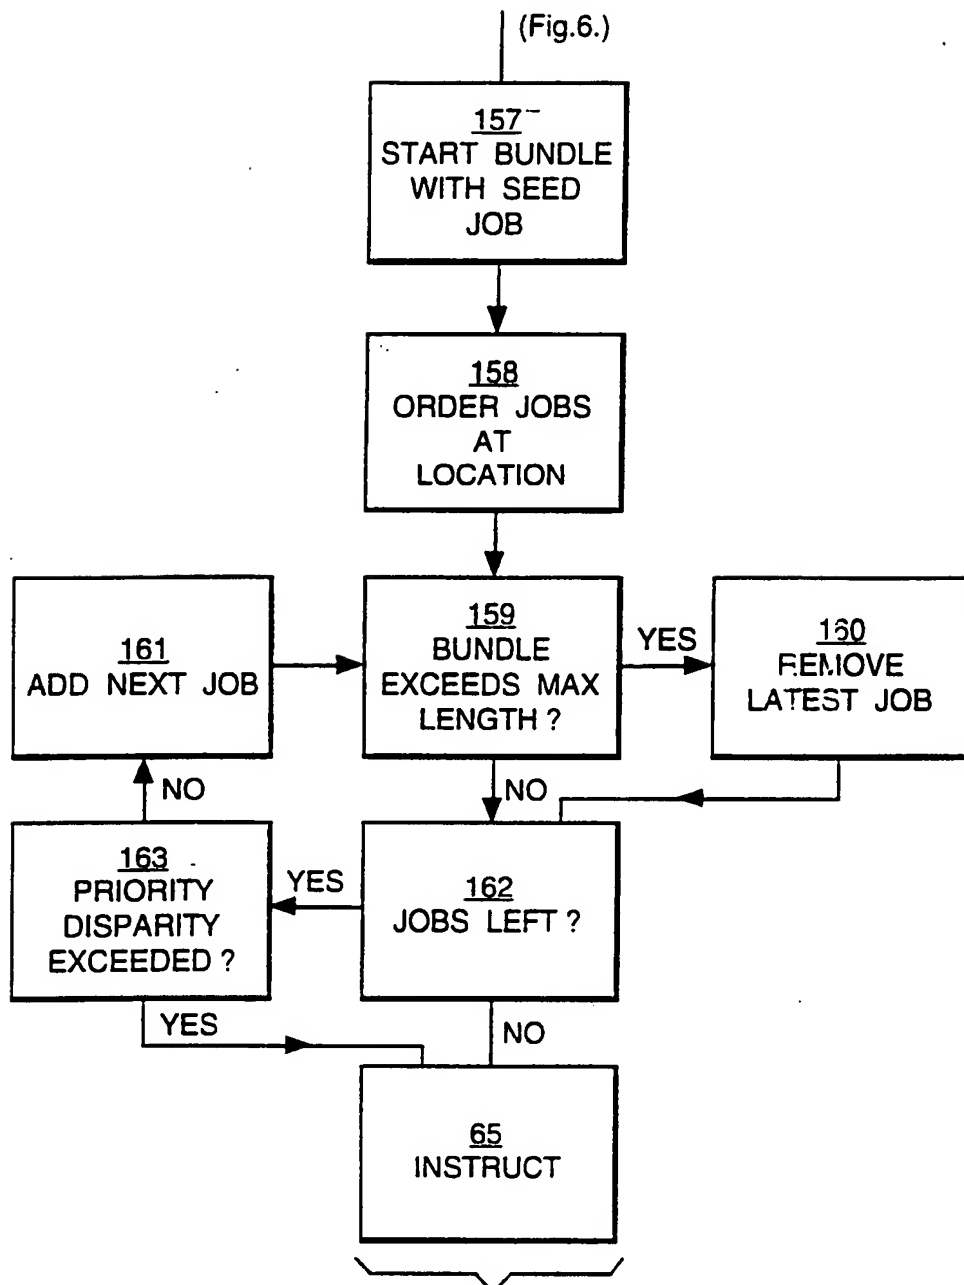 (Fig.6.)
157
START BUNDLE
WITH SEED
JOB
158
ORDER JOBS
AT
LOCATION
161
ADD NEXT JOB
159
BUNDLE
EXCEEDS MAX
LENGTH ?
YES
160
REMOVE
LATEST JOB
NO
NO
163
PRIORITY
DISPARITY
EXCEEDED ?
YES
162
JOBS LEFT ?
YES
NO
65
INSTRUCT